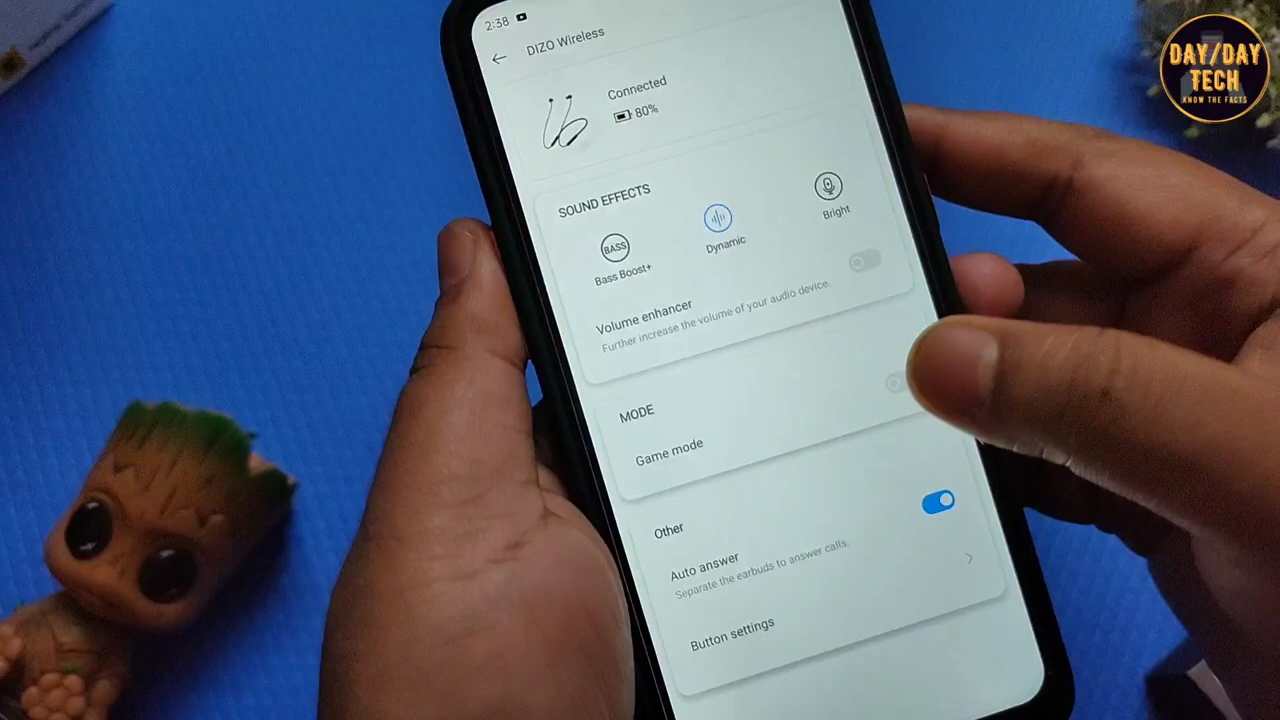 2:38
DIZO Wireless
Connected
80%
SOUND EFFECTS
BASS
Bass Boost+
Dynamic
Bright
Volume enhancer
Further increase the volume of your audio device.
MODE
Game mode
Other
Auto answer
Separate the earbuds to answer calls.
Button settings
DAY/DAY
TECH
KNOW THE FACTS